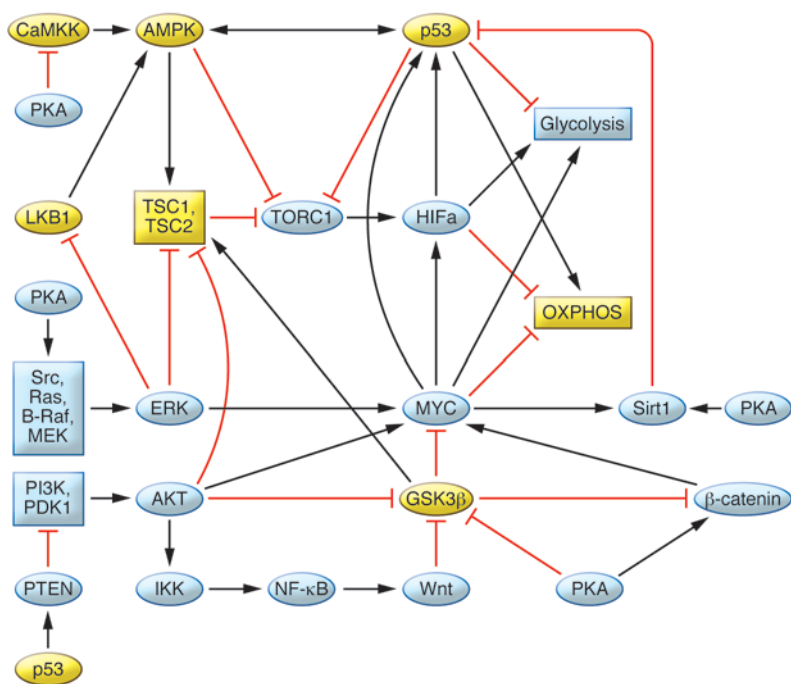 CaMKK
AMPK
p53
PKA
Glycolysis
LKB1
TSC1,
TSC2
TORC1
HIFa
PKA
OXPHOS
Src,
Ras,
B-Raf,
MEK
ERK
MYC
Sirt1
PKA
PI3K,
PDK1
AKT
GSK3β
β-catenin
PTEN
IKK
NF-κB
Wnt
PKA
p53